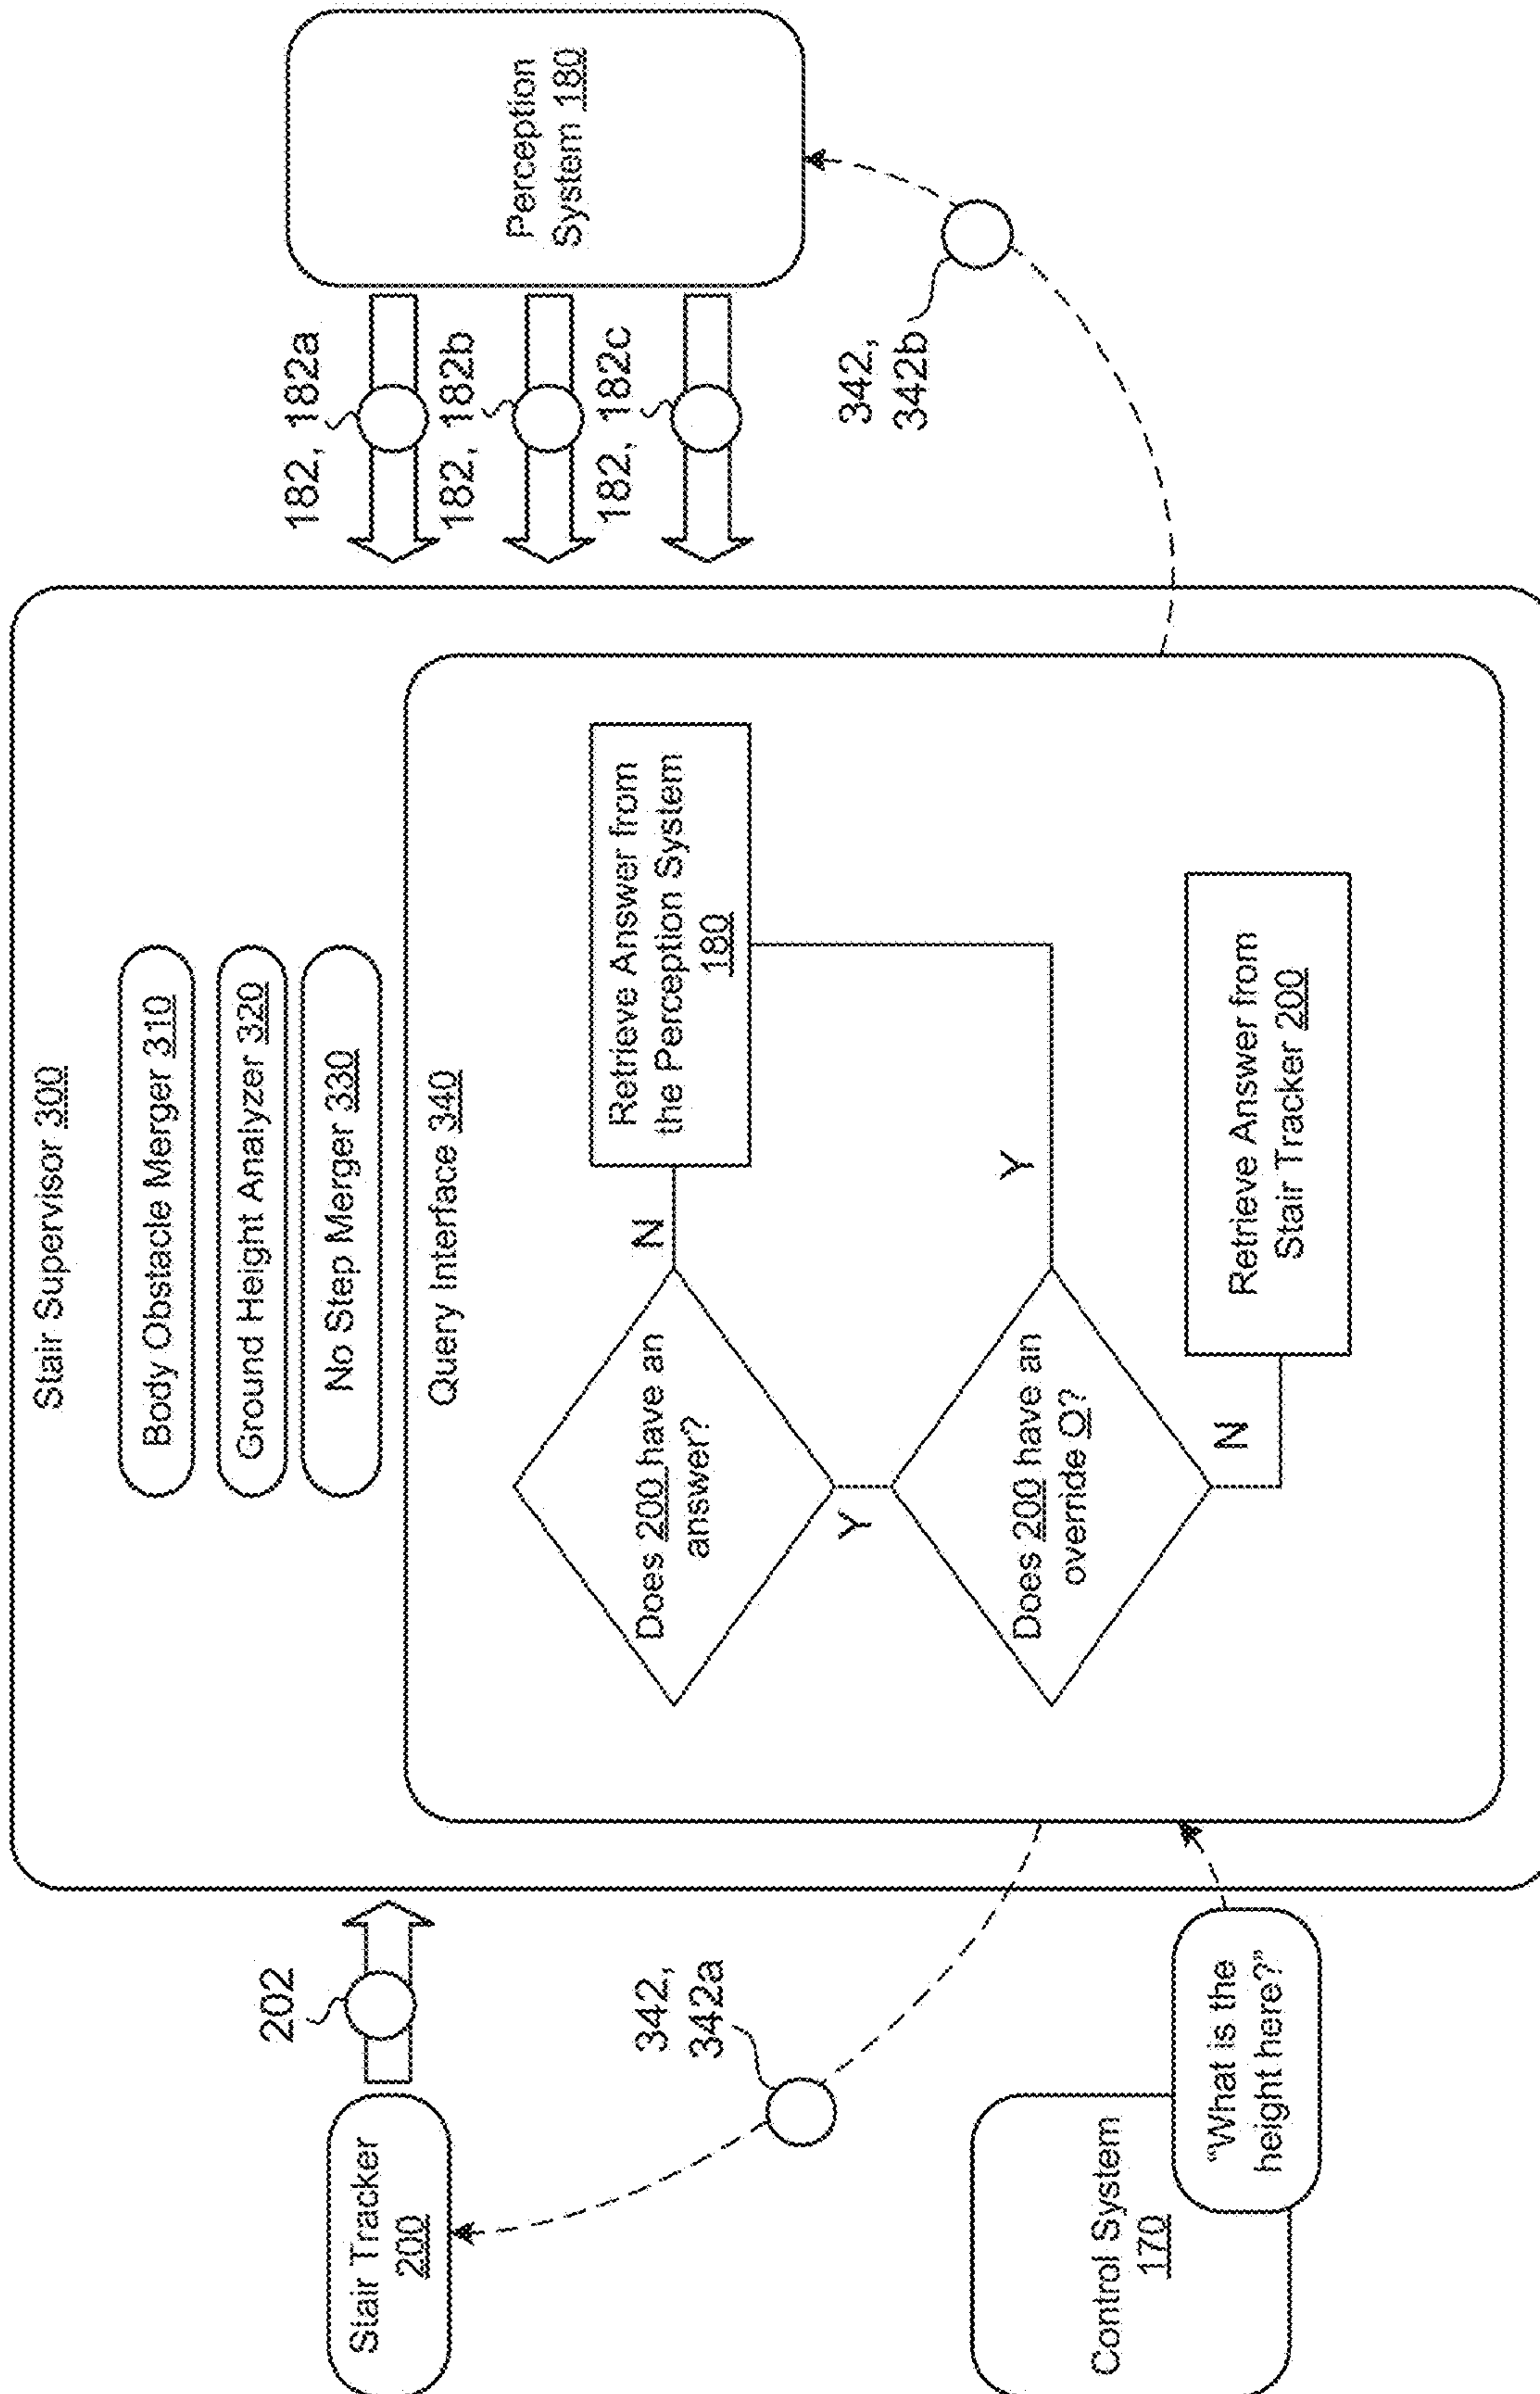 Stair Supervisor 300
Body Obstacle Merger 310
Ground Height Analyzer 320
No Step Merger 330
Query Interface 340
Does 200 have an
answer?
N
Retrieve Answer from
the Perception System
180
Y
Does 200 have an
override O?
Y
N
Retrieve Answer from
Stair Tracker 200
Stair Tracker
200
202
342,
342a
Control System
170
"What is the
height here?"
182, 182a
182, 182b
182, 182c
Perception
System 180
342,
342b